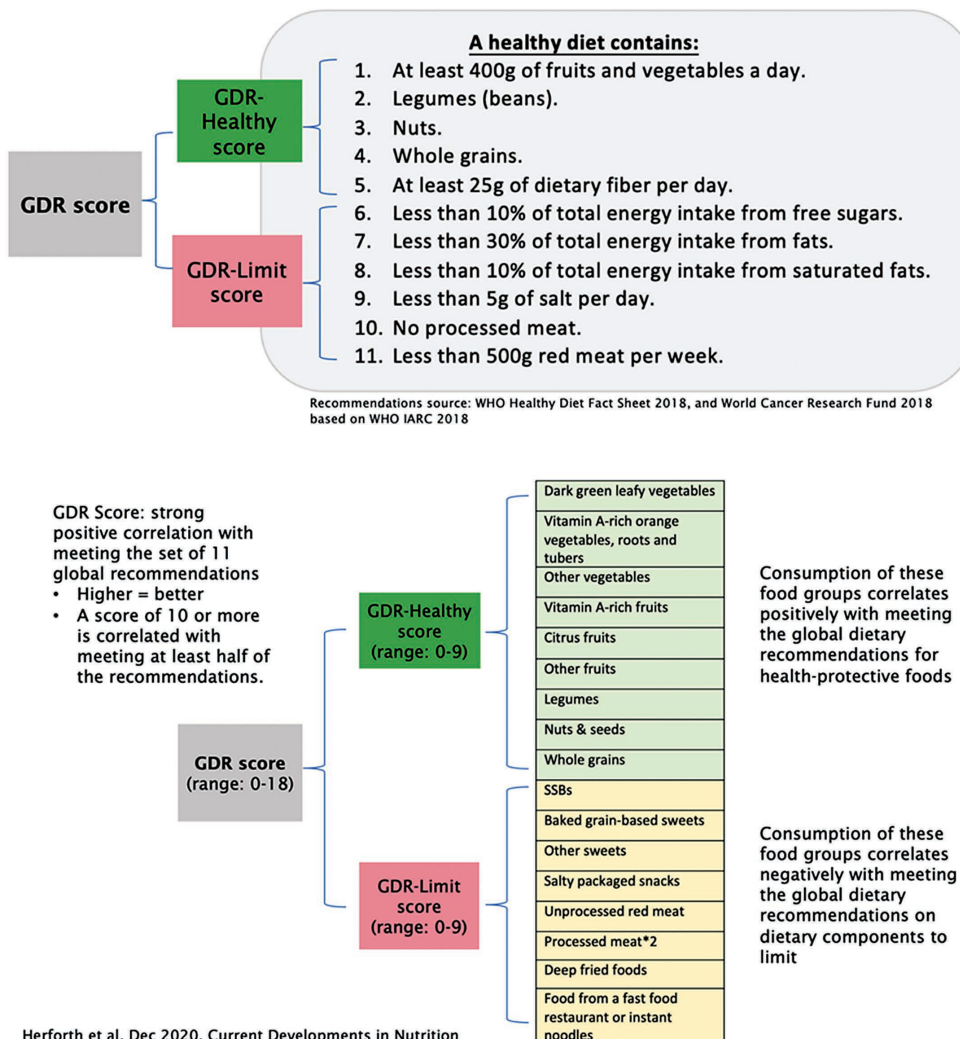 A healthy diet contains:
GDR-
Healthy
score
GDR score
GDR-Limit
score
1. At least 400g of fruits and vegetables a day.
2. Legumes (beans).
3. Nuts.
4. Whole grains.
5. At least 25g of dietary fiber per day.
6. Less than 10% of total energy intake from free sugars.
7. Less than 30% of total energy intake from fats.
8. Less than 10% of total energy intake from saturated fats.
9. Less than 5g of salt per day.
10. No processed meat.
11. Less than 500g red meat per week.
Recommendations source: WHO Healthy Diet Fact Sheet 2018, and World Cancer Research Fund 2018
based on WHO IARC 2018
GDR Score: strong
positive correlation with
meeting the set of 11
global recommendations
• Higher = better
• A score of 10 or more
is correlated with
meeting at least half of
the recommendations.
GDR score
(range: 0-18)
GDR-Healthy
score
(range: 0-9)
GDR-Limit
score
(range: 0-9)
Dark green leafy vegetables
Vitamin A-rich orange
vegetables, roots and
tubers
Other vegetables
Vitamin A-rich fruits
Citrus fruits
Other fruits
Legumes
Nuts & seeds
Whole grains
SSBs
Baked grain-based sweets
Other sweets
Salty packaged snacks
Unprocessed red meat
Processed meat*2
Deep fried foods
Food from a fast food
restaurant or instant
noodles
Consumption of these
food groups correlates
positively with meeting
the global dietary
recommendations for
health-protective foods
Consumption of these
food groups correlates
negatively with meeting
the global dietary
recommendations on
dietary components to
limit
Herforth et al. Dec 2020. Current Developments in Nutrition